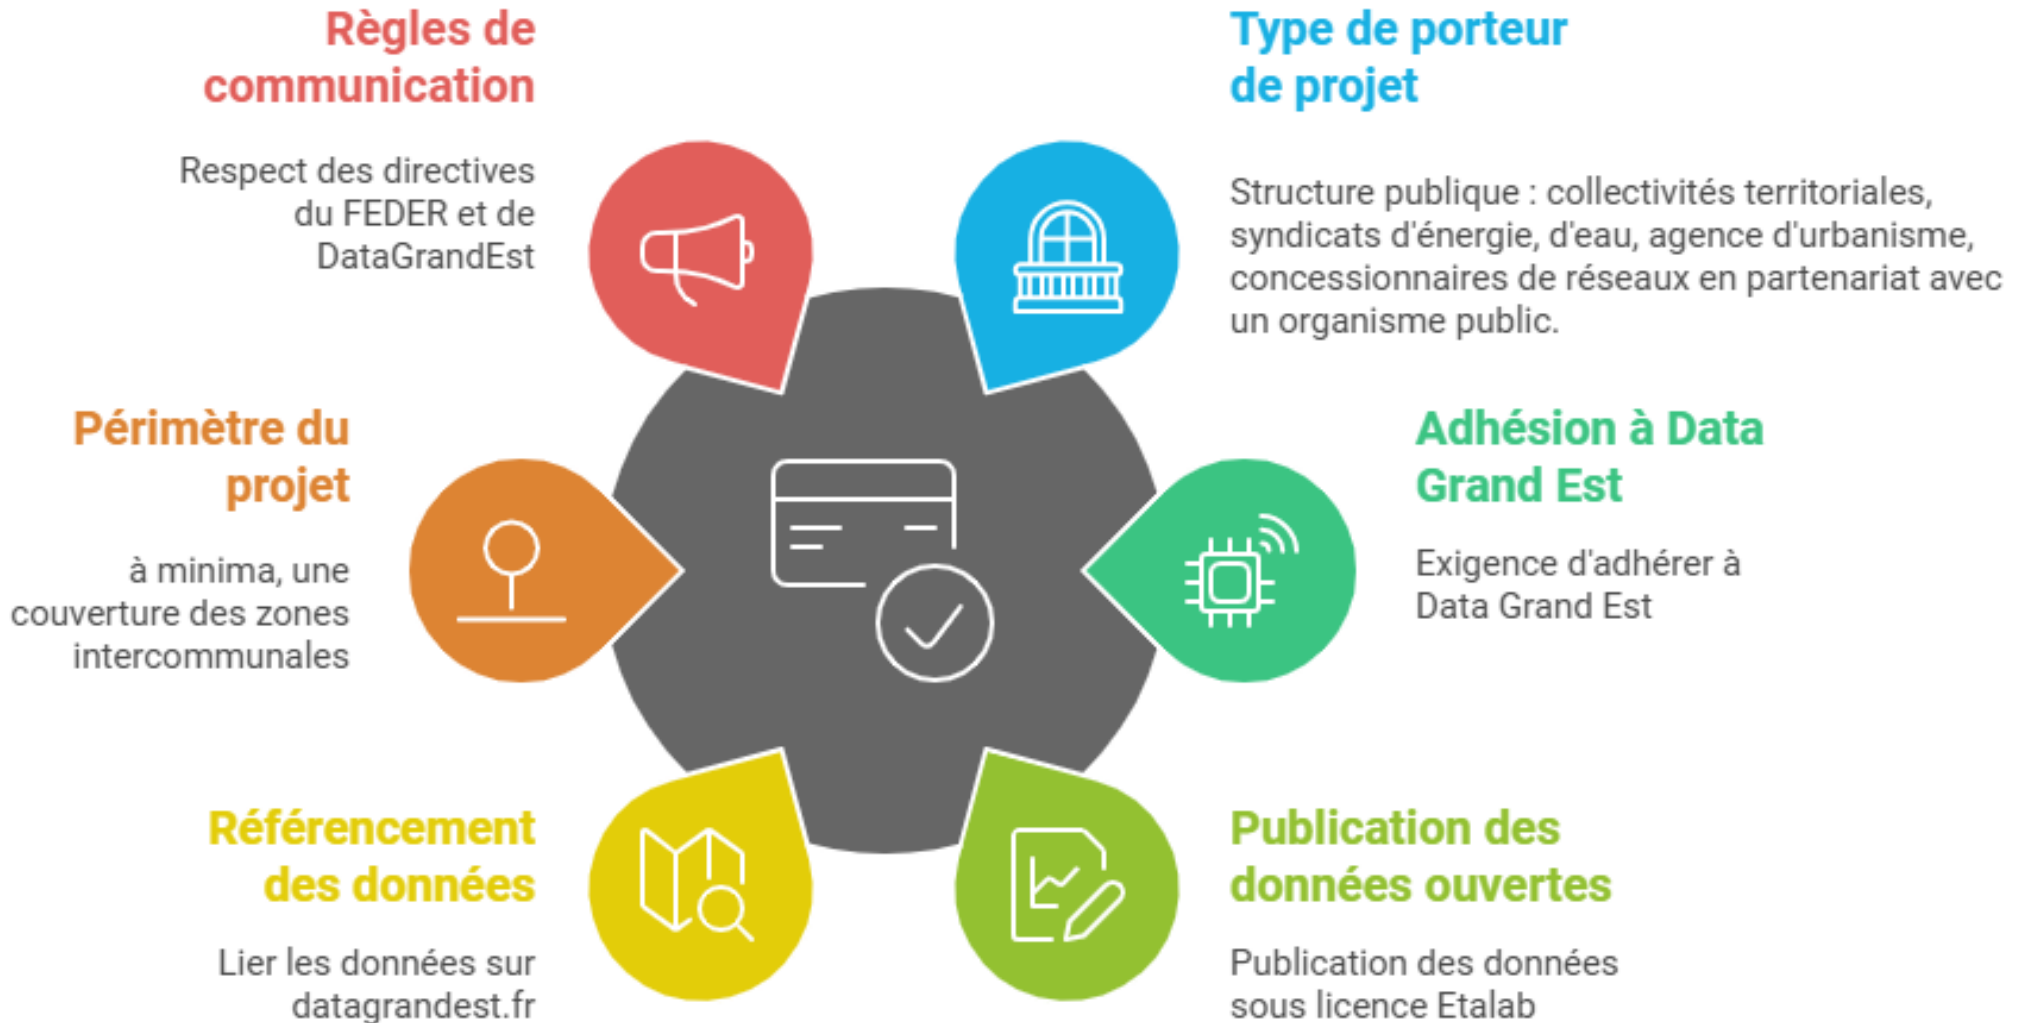 Règles de
communication
Respect des directives
du FEDER et de
DataGrandEst
Type de porteur
de projet
Structure publique : collectivités territoriales,
syndicats d'énergie, d'eau, agence d'urbanisme,
concessionnaires de réseaux en partenariat avec
un organisme public.
Périmètre du
projet
à minima, une
couverture des zones
intercommunales
Adhésion à Data
Grand Est
Exigence d'adhérer à
Data Grand Est
Référencement
des données
Lier les données sur
datagrandest.fr
Publication des
données ouvertes
Publication des données
sous licence Etalab